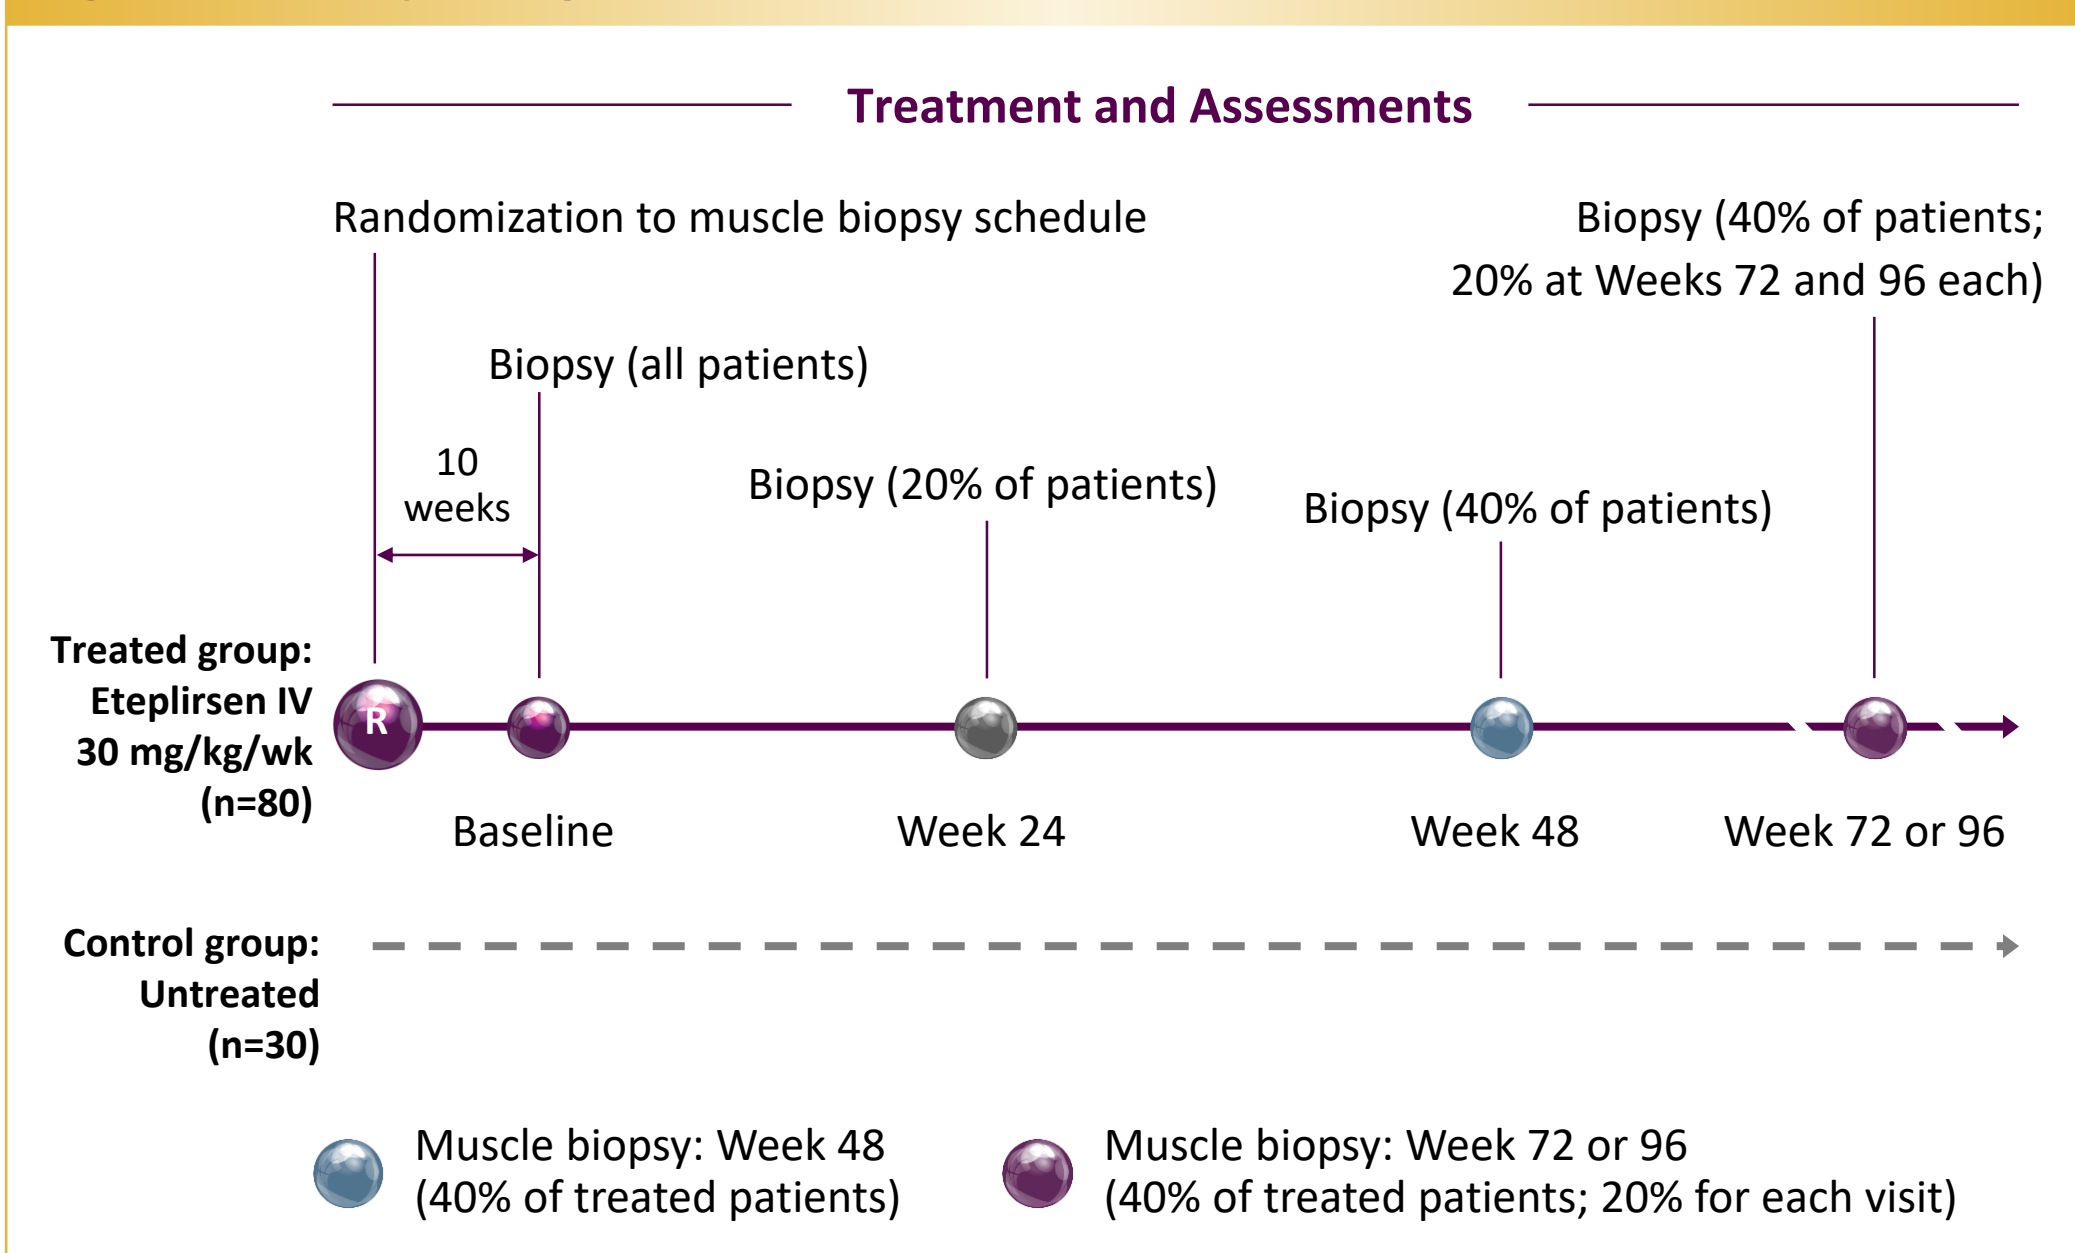 Treatment and Assessments
Randomization to muscle biopsy schedule
Biopsy (40% of patients;
20% at Weeks 72 and 96 each)
Biopsy (all patients)
10
weeks
Biopsy (20% of patients)
Biopsy (40% of patients)
Treated group:
Eteplirsen IV
30 mg/kg/wk
(n=80)
R
Baseline
Week 24
Week 48
Week 72 or 96
Control group:
Untreated
(n=30)
Muscle biopsy: Week 48
(40% of treated patients)
Muscle biopsy: Week 72 or 96
(40% of treated patients; 20% for each visit)